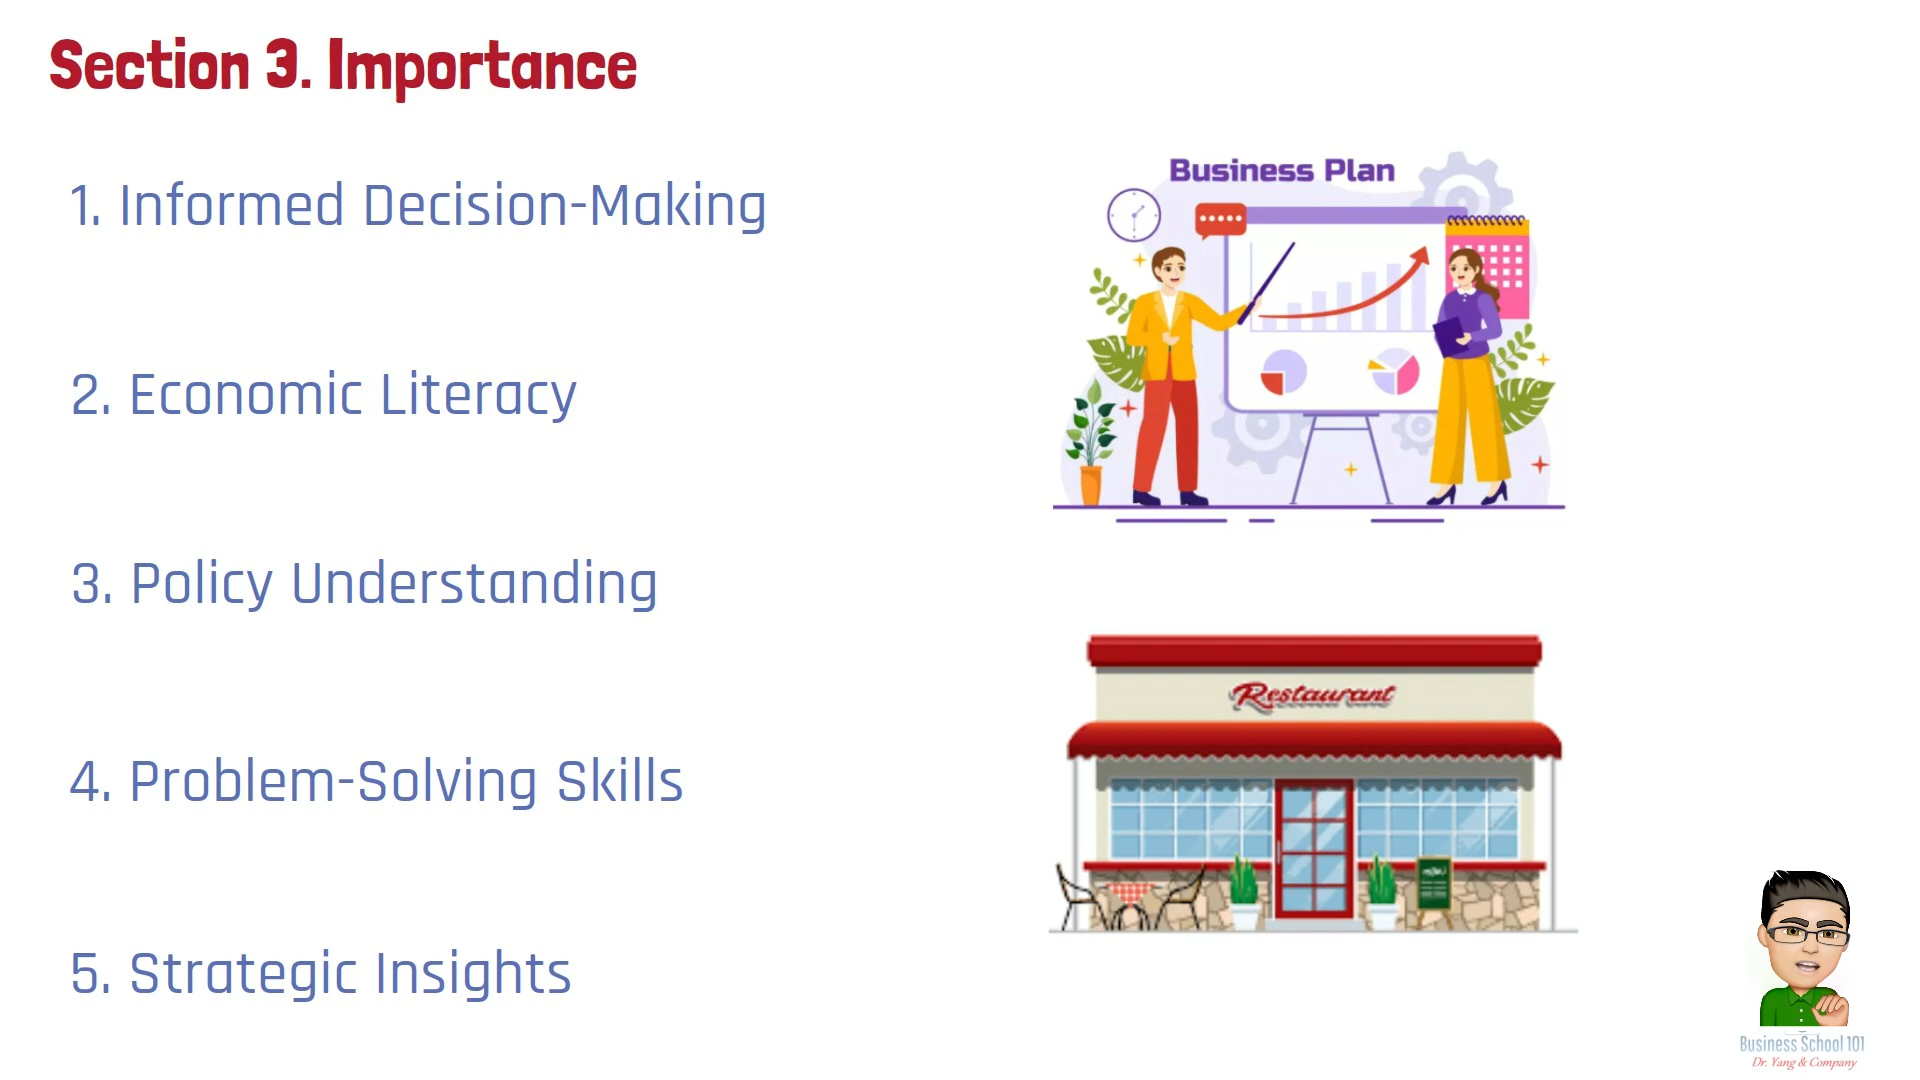 Section 3. Importance
1. Informed Decision-Making
2. Economic Literacy
3. Policy Understanding
4. Problem-Solving Skills
5. Strategic Insights
Business Plan
Restaurant
Business School 101
Dr. Yang & Company